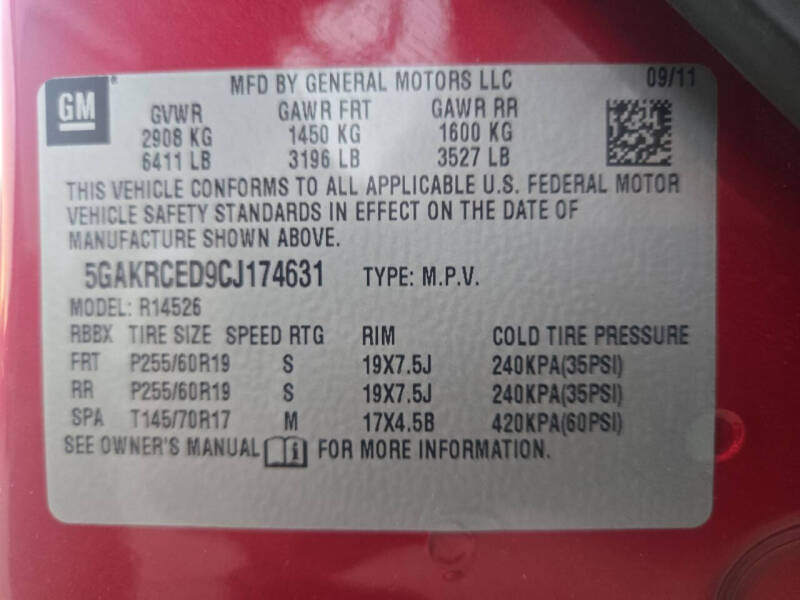 GM
MFD BY GENERAL MOTORS LLC 09/11
GVWR GAWR FRT GAWR RR
2908 KG 1450 KG 1600 KG
6411 LB 3196 LB 3527 LB
THIS VEHICLE CONFORMS TO ALL APPLICABLE U.S. FEDERAL MOTOR
VEHICLE SAFETY STANDARDS IN EFFECT ON THE DATE OF
MANUFACTURE SHOWN ABOVE.
5GAKRCED9CJ174631 TYPE: M.P.V.
MODEL: R14526
RBBX TIRE SIZE SPEED RTG RIM COLD TIRE PRESSURE
FRT P255/60R19 S 19X7.5J 240KPA(35PSI)
RR P255/60R19 S 19X7.5J 240KPA(35PSI)
SPA T145/70R17 M 17X4.5B 420KPA(60PSI)
SEE OWNER'S MANUAL i FOR MORE INFORMATION.